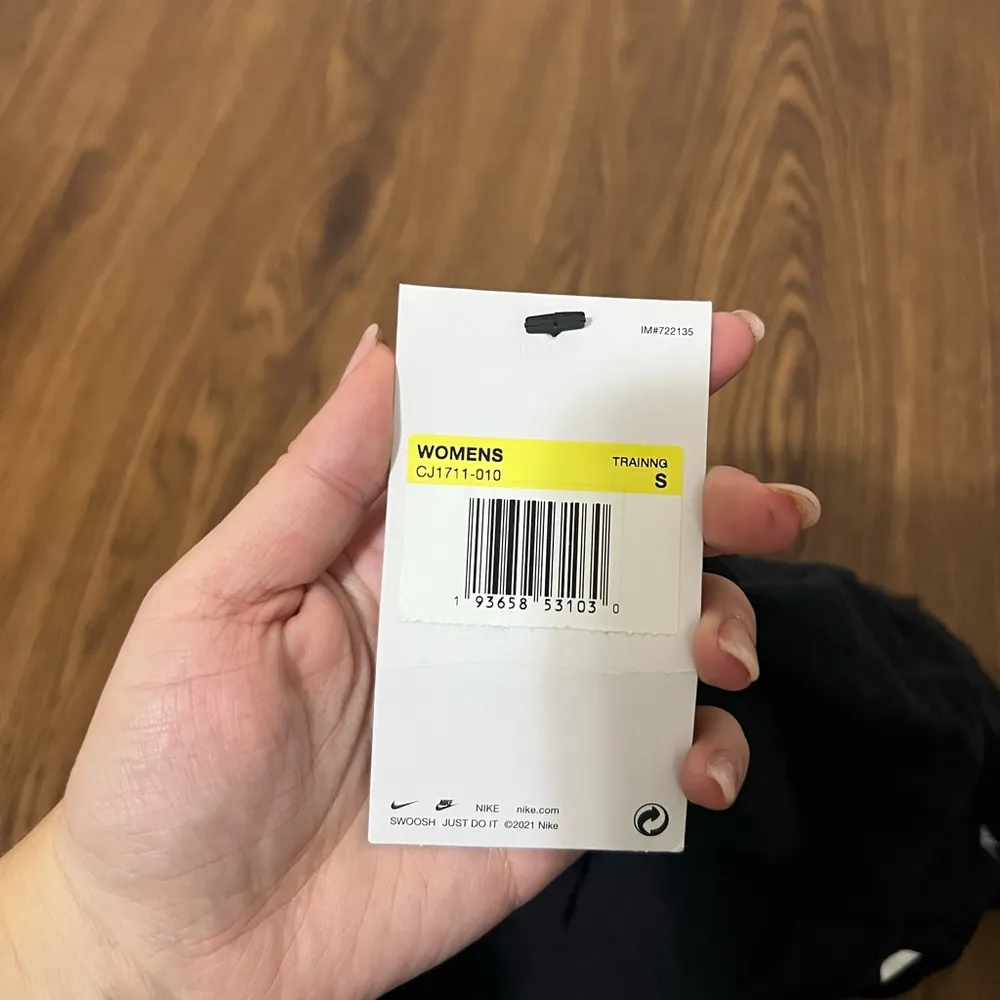 IM#722135
WOMENS
TRAINNG
CJ1711-010
S
1 93658 53103 0
NIKE nike.com
SWOOSH JUST DO IT ©2021 Nike